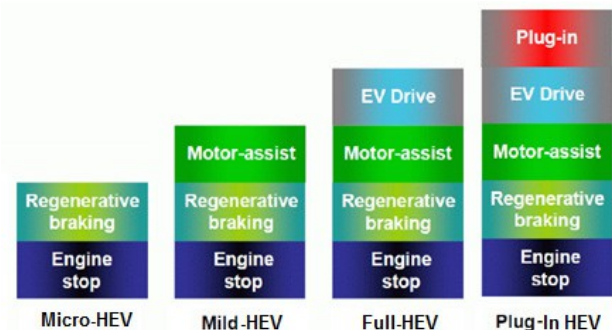 Plug-in
EV Drive
EV Drive
Motor-assist
Motor-assist
Motor-assist
Regenerative
braking
Regenerative
braking
Regenerative
braking
Regenerative
braking
Engine
stop
Engine
stop
Engine
stop
Engine
stop
Micro-HEV
Mild-HEV
Full-HEV
Plug-In HEV